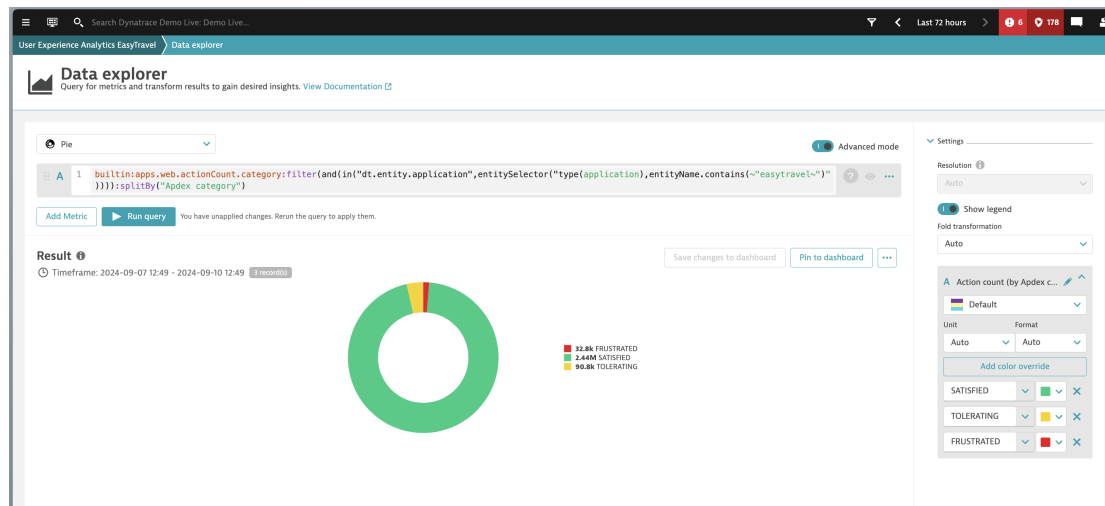 Search Dynatrace Demo Live: Demo Live...
Last 72 hours
6
178
User Experience Analytics EasyTravel
Data explorer
Data explorer
Query for metrics and transform results to gain desired insights. View Documentation
Pie
Advanced mode
A
1
builtin:apps.web.actionCount.category:filter(and(in("dt.entity.application",entitySelector("type(application),entityName.contains(~"easytravel~")"
)))):splitBy("Apdex category")
?
Add Metric
Run query
You have unapplied changes. Rerun the query to apply them.
Result
Save changes to dashboard
Pin to dashboard
Timeframe: 2024-09-07 12:49 - 2024-09-10 12:49
3 record(s)
32.8k FRUSTRATED
2.44M SATISFIED
90.8k TOLERATING
Settings
Resolution
Auto
Show legend
Fold transformation
Auto
A Action count (by Apdex c...
Default
Unit
Format
Auto
Auto
Add color override
SATISFIED
TOLERATING
FRUSTRATED